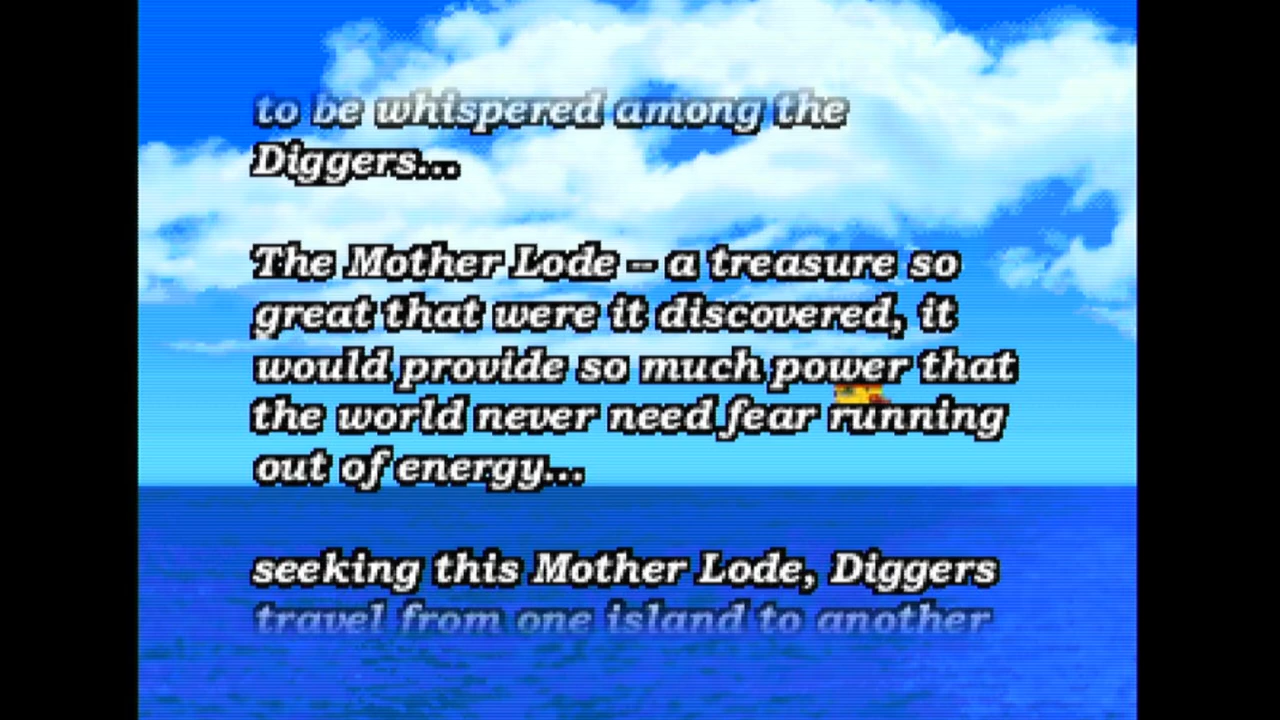 to be whispered among the
Diggers...
The Mother Lode -- a treasure so
great that were it discovered, it
would provide so much power that
the world never need fear running
out of energy...
seeking this Mother Lode, Diggers
travel from one island to another